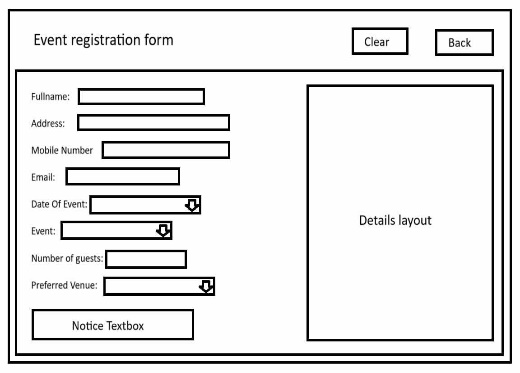 Event registration form
Clear
Back
Fullname:
Address:
Mobile Number
Email:
Date Of Event:
Event:
Number of guests:
Preferred Venue:
Notice Textbox
Details layout